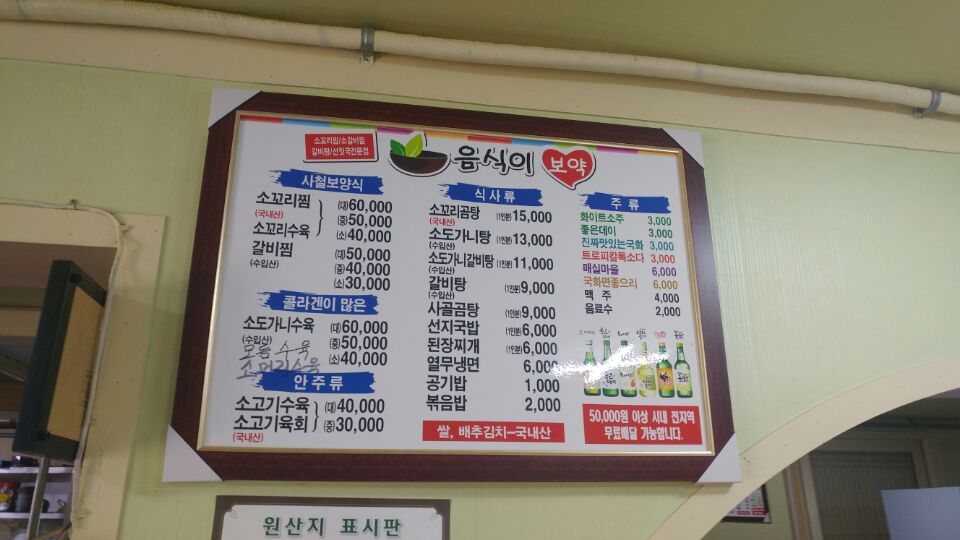 소꼬리찜/소갈비찜
갈비탕/선짓국전문점
음식이 보약
사철보양식
소꼬리찜 (대)60,000
(국내산) (중)50,000
소꼬리수육 (소)40,000
갈비찜 (대)50,000
(수입산) (중)40,000
(소)30,000
콜라겐이 많은
소도가니수육 (대)60,000
(수입산) (중)50,000
모듬수육 (소)40,000
소머리수육
안주류
소고기수육 (대)40,000
소고기육회 (중)30,000
(국내산)
식사류
소꼬리곰탕 (1인분)15,000
(국내산)
소도가니탕 (1인분)13,000
(수입산)
소도가니갈비탕 (1인분)11,000
(수입산)
갈비탕 (1인분)9,000
(수입산)
사골곰탕 (1인분)9,000
선지국밥 (1인분)6,000
된장찌개 (1인분)6,000
열무냉면 6,000
공기밥 1,000
볶음밥 2,000
쌀, 배추김치-국내산
주류
화이트소주 3,000
좋은데이 3,000
진짜맛있는국화 3,000
트로피칼톡소다 3,000
매실마을 6,000
국화면좋으리 6,000
맥주 4,000
음료수 2,000
50,000원 이상 시내 전지역
무료배달 가능합니다.
원산지 표시판